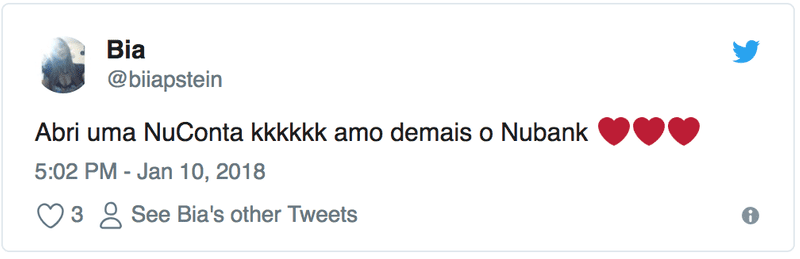 Bia
@biiapstein
Abri uma NuConta kkkkkk amo demais o Nubank ❤️❤️❤️
5:02 PM - Jan 10, 2018
3 See Bia's other Tweets